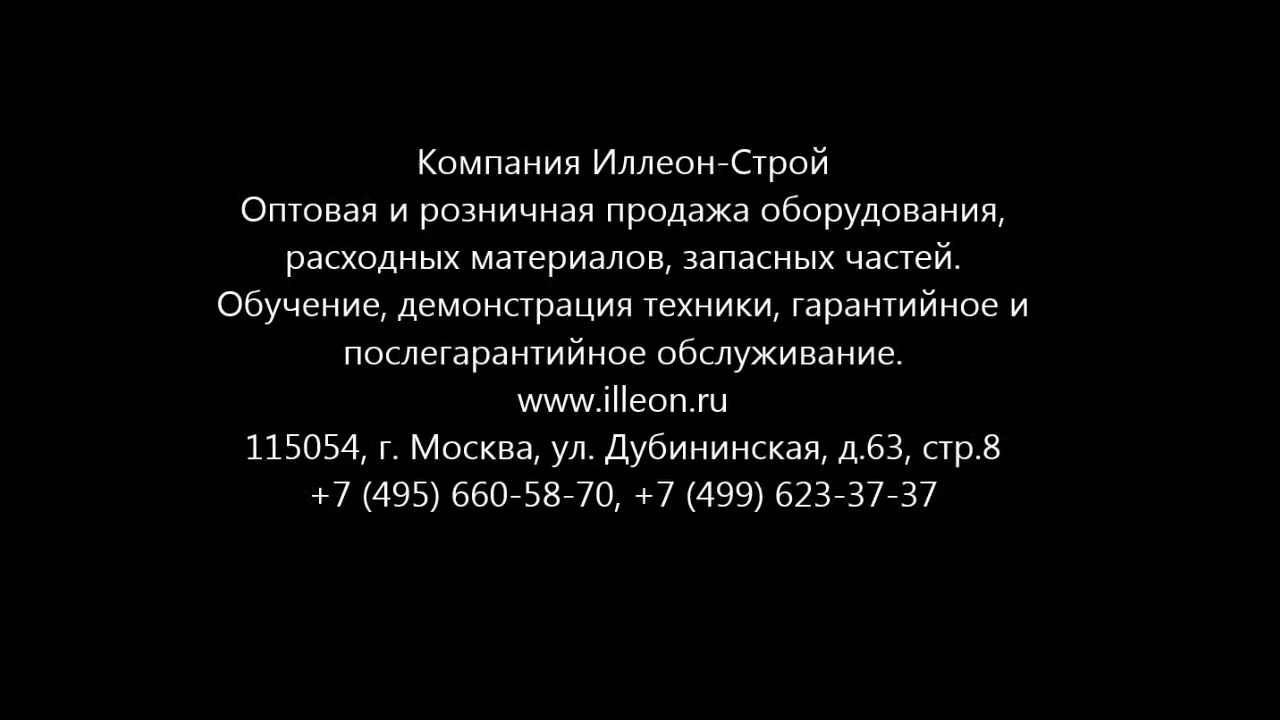 Компания Иллеон-Строй
Оптовая и розничная продажа оборудования,
расходных материалов, запасных частей.
Обучение, демонстрация техники, гарантийное и
послегарантийное обслуживание.
www.illeon.ru
115054, г. Москва, ул. Дубининская, д.63, стр.8
+7 (495) 660-58-70, +7 (499) 623-37-37